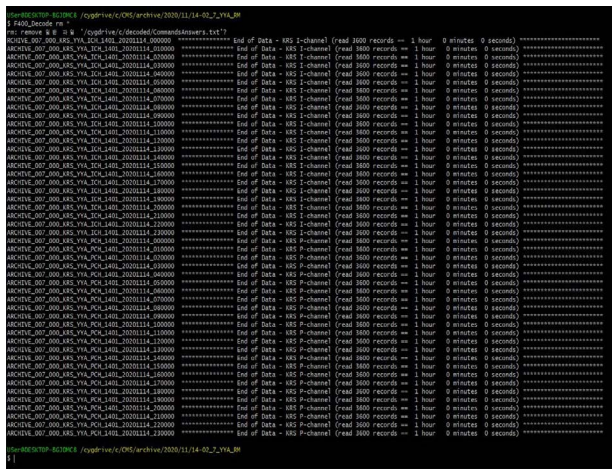 USer@DESKTOP-BGJOMC8 /cygdrive/c/CMS/archive/2020/11/14-02_7_YYA_RM
$ F400_Decode rm *
rm: remove 일반 파일 '/cygdrive/c/decoded/CommandsAnswers.txt'?
RCHIVE_007_000_KRS_YYA_ICH_1401_20201114_000000 **************** End of Data - KRS I-channel (read 3600 records == 1 hour 0 minutes 0 seconds) ************************
ARCHIVE_007_000_KRS_YYA_ICH_1401_20201114_010000 **************** End of Data - KRS I-channel (read 3600 records == 1 hour 0 minutes 0 seconds) ************************
ARCHIVE_007_000_KRS_YYA_ICH_1401_20201114_020000 **************** End of Data - KRS I-channel (read 3600 records == 1 hour 0 minutes 0 seconds) ************************
ARCHIVE_007_000_KRS_YYA_ICH_1401_20201114_030000 **************** End of Data - KRS I-channel (read 3600 records == 1 hour 0 minutes 0 seconds) ************************
ARCHIVE_007_000_KRS_YYA_ICH_1401_20201114_040000 **************** End of Data - KRS I-channel (read 3600 records == 1 hour 0 minutes 0 seconds) ************************
ARCHIVE_007_000_KRS_YYA_ICH_1401_20201114_050000 **************** End of Data - KRS I-channel (read 3600 records == 1 hour 0 minutes 0 seconds) ************************
ARCHIVE_007_000_KRS_YYA_ICH_1401_20201114_060000 **************** End of Data - KRS I-channel (read 3600 records == 1 hour 0 minutes 0 seconds) ************************
ARCHIVE_007_000_KRS_YYA_ICH_1401_20201114_070000 **************** End of Data - KRS I-channel (read 3600 records == 1 hour 0 minutes 0 seconds) ************************
ARCHIVE_007_000_KRS_YYA_ICH_1401_20201114_080000 **************** End of Data - KRS I-channel (read 3600 records == 1 hour 0 minutes 0 seconds) ************************
ARCHIVE_007_000_KRS_YYA_ICH_1401_20201114_090000 **************** End of Data - KRS I-channel (read 3600 records == 1 hour 0 minutes 0 seconds) ************************
ARCHIVE_007_000_KRS_YYA_ICH_1401_20201114_100000 **************** End of Data - KRS I-channel (read 3600 records == 1 hour 0 minutes 0 seconds) ************************
ARCHIVE_007_000_KRS_YYA_ICH_1401_20201114_110000 **************** End of Data - KRS I-channel (read 3600 records == 1 hour 0 minutes 0 seconds) ************************
ARCHIVE_007_000_KRS_YYA_ICH_1401_20201114_120000 **************** End of Data - KRS I-channel (read 3600 records == 1 hour 0 minutes 0 seconds) ************************
ARCHIVE_007_000_KRS_YYA_ICH_1401_20201114_130000 **************** End of Data - KRS I-channel (read 3600 records == 1 hour 0 minutes 0 seconds) ************************
ARCHIVE_007_000_KRS_YYA_ICH_1401_20201114_140000 **************** End of Data - KRS I-channel (read 3600 records == 1 hour 0 minutes 0 seconds) ************************
ARCHIVE_007_000_KRS_YYA_ICH_1401_20201114_150000 **************** End of Data - KRS I-channel (read 3600 records == 1 hour 0 minutes 0 seconds) ************************
ARCHIVE_007_000_KRS_YYA_ICH_1401_20201114_160000 **************** End of Data - KRS I-channel (read 3600 records == 1 hour 0 minutes 0 seconds) ************************
ARCHIVE_007_000_KRS_YYA_ICH_1401_20201114_170000 **************** End of Data - KRS I-channel (read 3600 records == 1 hour 0 minutes 0 seconds) ************************
ARCHIVE_007_000_KRS_YYA_ICH_1401_20201114_180000 **************** End of Data - KRS I-channel (read 3600 records == 1 hour 0 minutes 0 seconds) ************************
ARCHIVE_007_000_KRS_YYA_ICH_1401_20201114_190000 **************** End of Data - KRS I-channel (read 3600 records == 1 hour 0 minutes 0 seconds) ************************
ARCHIVE_007_000_KRS_YYA_ICH_1401_20201114_200000 **************** End of Data - KRS I-channel (read 3600 records == 1 hour 0 minutes 0 seconds) ************************
ARCHIVE_007_000_KRS_YYA_ICH_1401_20201114_210000 **************** End of Data - KRS I-channel (read 3600 records == 1 hour 0 minutes 0 seconds) ************************
ARCHIVE_007_000_KRS_YYA_ICH_1401_20201114_220000 **************** End of Data - KRS I-channel (read 3600 records == 1 hour 0 minutes 0 seconds) ************************
ARCHIVE_007_000_KRS_YYA_ICH_1401_20201114_230000 **************** End of Data - KRS I-channel (read 3600 records == 1 hour 0 minutes 0 seconds) ************************
ARCHIVE_007_000_KRS_YYA_PCH_1401_20201114_000000 **************** End of Data - KRS P-channel (read 3600 records == 1 hour 0 minutes 0 seconds) ************************
ARCHIVE_007_000_KRS_YYA_PCH_1401_20201114_010000 **************** End of Data - KRS P-channel (read 3600 records == 1 hour 0 minutes 0 seconds) ************************
ARCHIVE_007_000_KRS_YYA_PCH_1401_20201114_020000 **************** End of Data - KRS P-channel (read 3600 records == 1 hour 0 minutes 0 seconds) ************************
ARCHIVE_007_000_KRS_YYA_PCH_1401_20201114_030000 **************** End of Data - KRS P-channel (read 3600 records == 1 hour 0 minutes 0 seconds) ************************
ARCHIVE_007_000_KRS_YYA_PCH_1401_20201114_040000 **************** End of Data - KRS P-channel (read 3600 records == 1 hour 0 minutes 0 seconds) ************************
ARCHIVE_007_000_KRS_YYA_PCH_1401_20201114_050000 **************** End of Data - KRS P-channel (read 3600 records == 1 hour 0 minutes 0 seconds) ************************
ARCHIVE_007_000_KRS_YYA_PCH_1401_20201114_060000 **************** End of Data - KRS P-channel (read 3600 records == 1 hour 0 minutes 0 seconds) ************************
ARCHIVE_007_000_KRS_YYA_PCH_1401_20201114_070000 **************** End of Data - KRS P-channel (read 3600 records == 1 hour 0 minutes 0 seconds) ************************
ARCHIVE_007_000_KRS_YYA_PCH_1401_20201114_080000 **************** End of Data - KRS P-channel (read 3600 records == 1 hour 0 minutes 0 seconds) ************************
ARCHIVE_007_000_KRS_YYA_PCH_1401_20201114_090000 **************** End of Data - KRS P-channel (read 3600 records == 1 hour 0 minutes 0 seconds) ************************
ARCHIVE_007_000_KRS_YYA_PCH_1401_20201114_100000 **************** End of Data - KRS P-channel (read 3600 records == 1 hour 0 minutes 0 seconds) ************************
ARCHIVE_007_000_KRS_YYA_PCH_1401_20201114_110000 **************** End of Data - KRS P-channel (read 3600 records == 1 hour 0 minutes 0 seconds) ************************
ARCHIVE_007_000_KRS_YYA_PCH_1401_20201114_120000 **************** End of Data - KRS P-channel (read 3600 records == 1 hour 0 minutes 0 seconds) ************************
ARCHIVE_007_000_KRS_YYA_PCH_1401_20201114_130000 **************** End of Data - KRS P-channel (read 3600 records == 1 hour 0 minutes 0 seconds) ************************
ARCHIVE_007_000_KRS_YYA_PCH_1401_20201114_140000 **************** End of Data - KRS P-channel (read 3600 records == 1 hour 0 minutes 0 seconds) ************************
ARCHIVE_007_000_KRS_YYA_PCH_1401_20201114_150000 **************** End of Data - KRS P-channel (read 3600 records == 1 hour 0 minutes 0 seconds) ************************
ARCHIVE_007_000_KRS_YYA_PCH_1401_20201114_160000 **************** End of Data - KRS P-channel (read 3600 records == 1 hour 0 minutes 0 seconds) ************************
ARCHIVE_007_000_KRS_YYA_PCH_1401_20201114_170000 **************** End of Data - KRS P-channel (read 3600 records == 1 hour 0 minutes 0 seconds) ************************
ARCHIVE_007_000_KRS_YYA_PCH_1401_20201114_180000 **************** End of Data - KRS P-channel (read 3600 records == 1 hour 0 minutes 0 seconds) ************************
ARCHIVE_007_000_KRS_YYA_PCH_1401_20201114_190000 **************** End of Data - KRS P-channel (read 3600 records == 1 hour 0 minutes 0 seconds) ************************
ARCHIVE_007_000_KRS_YYA_PCH_1401_20201114_200000 **************** End of Data - KRS P-channel (read 3600 records == 1 hour 0 minutes 0 seconds) ************************
ARCHIVE_007_000_KRS_YYA_PCH_1401_20201114_210000 **************** End of Data - KRS P-channel (read 3600 records == 1 hour 0 minutes 0 seconds) ************************
ARCHIVE_007_000_KRS_YYA_PCH_1401_20201114_220000 **************** End of Data - KRS P-channel (read 3600 records == 1 hour 0 minutes 0 seconds) ************************
ARCHIVE_007_000_KRS_YYA_PCH_1401_20201114_230000 **************** End of Data - KRS P-channel (read 3600 records == 1 hour 0 minutes 0 seconds) ************************
USer@DESKTOP-BGJOMC8 /cygdrive/c/CMS/archive/2020/11/14-02_7_YYA_RM
$